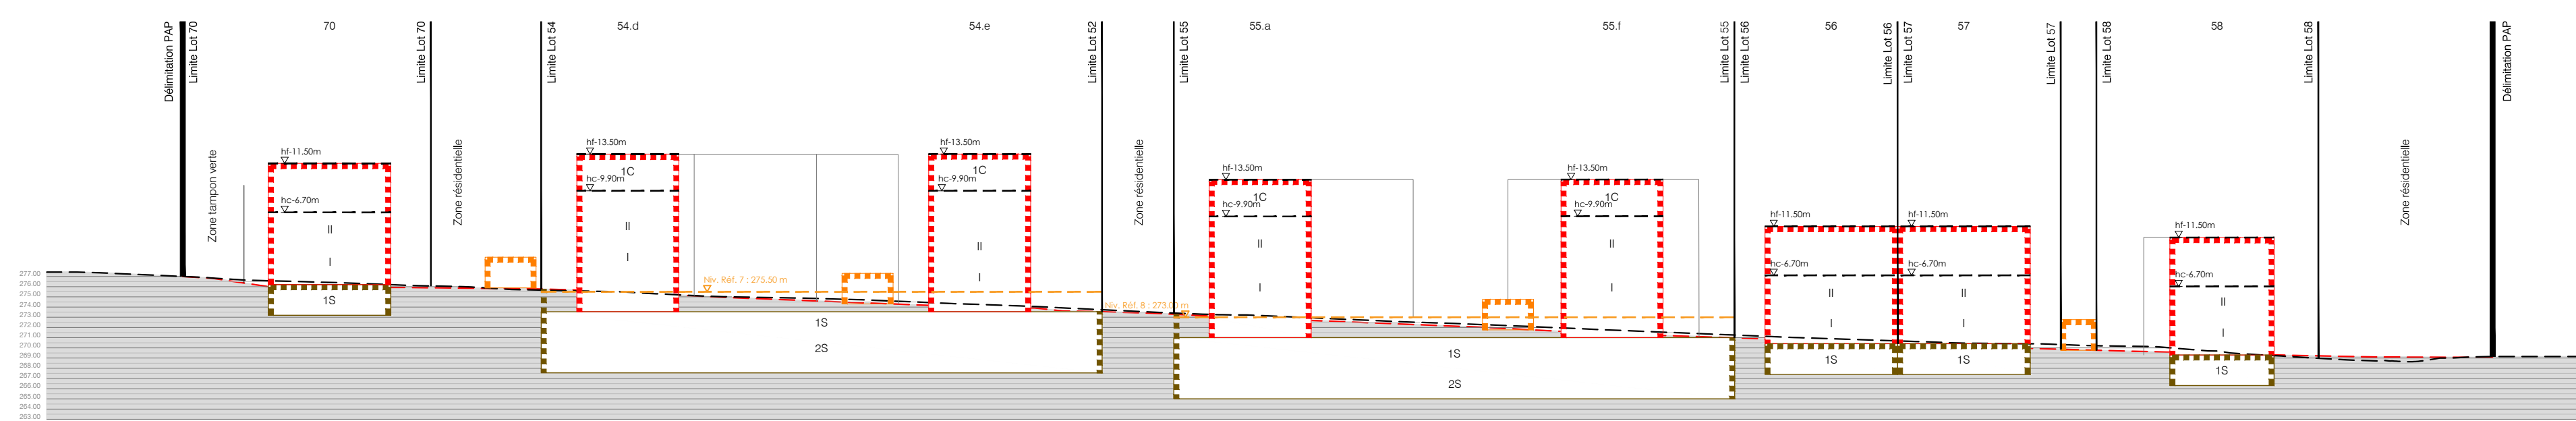 70
54.d
54.e
55.a
55.f
56
57
58
Délimitation PAP
Limite Lot 70
Limite Lot 70
Limite Lot 54
Limite Lot 52
Limite Lot 55
Limite Lot 55
Limite Lot 56
Limite Lot 56
Limite Lot 57
Limite Lot 57
Limite Lot 58
Limite Lot 58
Délimitation PAP
Zone tampon verte
Zone résidentielle
Zone résidentielle
Zone résidentielle
hf-11.50m
hc-6.70m
II
I
1S
hf-13.50m
1C
hc-9.90m
II
I
hf-13.50m
1C
hc-9.90m
II
I
Niv. Réf. 7 : 275,50 m
1S
2S
Niv. Réf. 8 : 273,00 m
hf-13.50m
1C
hc-9.90m
II
I
hf-13.50m
1C
hc-9.90m
II
I
1S
2S
hf-11.50m
hc-6.70m
II
I
1S
hf-11.50m
hc-6.70m
II
I
1S
hf-11.50m
hc-6.70m
II
I
1S
277.00
276.00
275.00
274.00
273.00
272.00
271.00
270.00
269.00
268.00
267.00
266.00
265.00
264.00
263.00